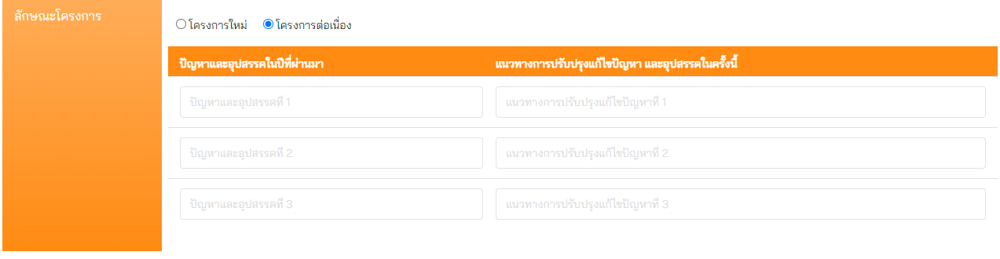 ลักษณะโครงการ
โครงการใหม่ โครงการต่อเนื่อง
ปัญหาและอุปสรรคในปีที่ผ่านมา แนวทางการปรับปรุงแก้ไขปัญหา และอุปสรรคในครั้งนี้
ปัญหาและอุปสรรคที่ 1 แนวทางการปรับปรุงแก้ไขปัญหาที่ 1
ปัญหาและอุปสรรคที่ 2 แนวทางการปรับปรุงแก้ไขปัญหาที่ 2
ปัญหาและอุปสรรคที่ 3 แนวทางการปรับปรุงแก้ไขปัญหาที่ 3